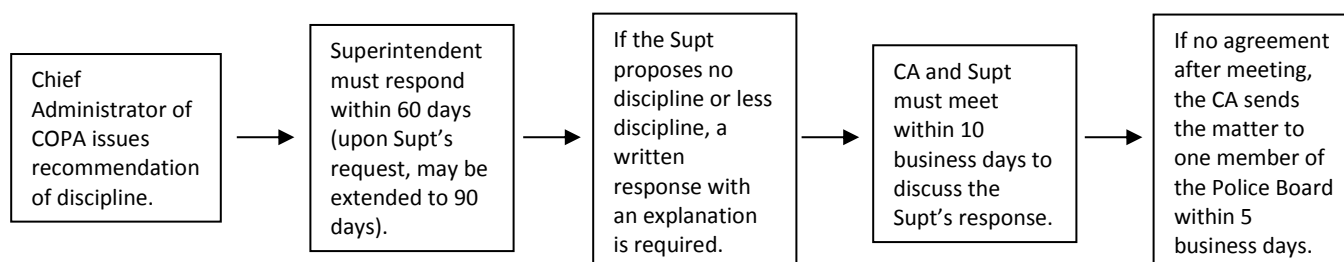 Chief
Administrator of
COPA issues
recommendation
of discipline.
Superintendent
must respond
within 60 days
(upon Supt’s
request, may be
extended to 90
days).
If the Supt
proposes no
discipline or less
discipline, a
written
response with
an explanation
is required.
CA and Supt
must meet
within 10
business days to
discuss the
Supt’s response.
If no agreement
after meeting,
the CA sends
the matter to
one member of
the Police Board
within 5
business days.